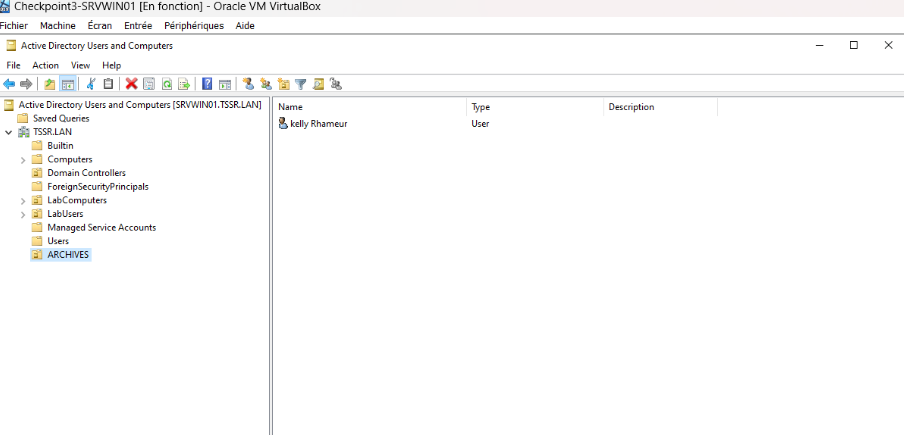 Checkpoint3-SRVWIN01 [En fonction] - Oracle VM VirtualBox
Fichier Machine Écran Entrée Périphériques Aide
Active Directory Users and Computers
File Action View Help
Active Directory Users and Computers [SRVWIN01.TSSR.LAN]
Saved Queries
TSSR.LAN
Builtin
Computers
Domain Controllers
ForeignSecurityPrincipals
LabComputers
LabUsers
Managed Service Accounts
Users
ARCHIVES
Name Type Description
kelly Rhameur User